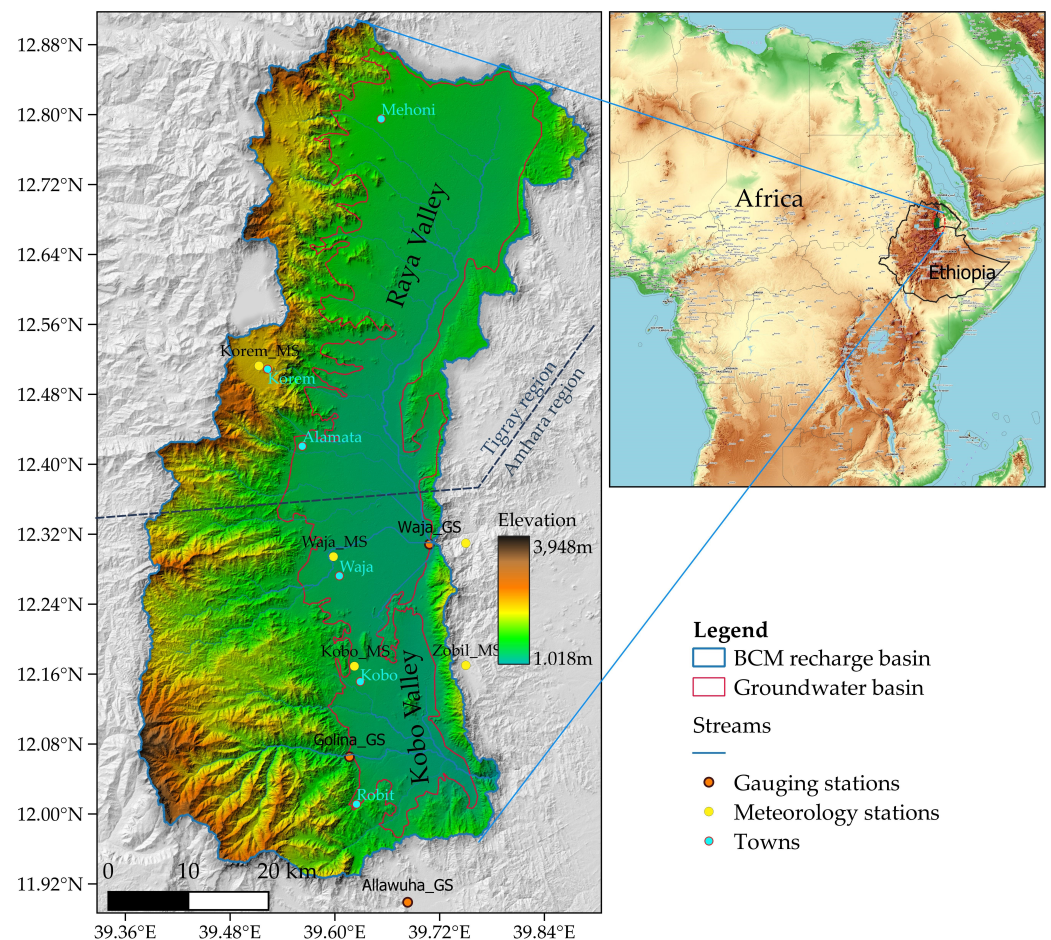 12.88°N
12.80°N
12.72°N
12.64°N
12.56°N
12.48°N
12.40°N
12.32°N
12.24°N
12.16°N
12.08°N
12.00°N
11.92°N
39.36°E
39.48°E
39.60°E
39.72°E
39.84°E
Mehoni
Raya Valley
Korem_MS
Korem
Alamata
Tigray region
Amhara region
Waja_GS
Waja_MS
Waja
Kobo_MS
Kobo
Zobil_MS
Kobo Valley
Golina_GS
Robit
Allawuha_GS
0 10 20 km
Elevation
3,948m
1.018m
Africa
Ethiopia
Legend
BCM recharge basin
Groundwater basin
Streams
Gauging stations
Meteorology stations
Towns